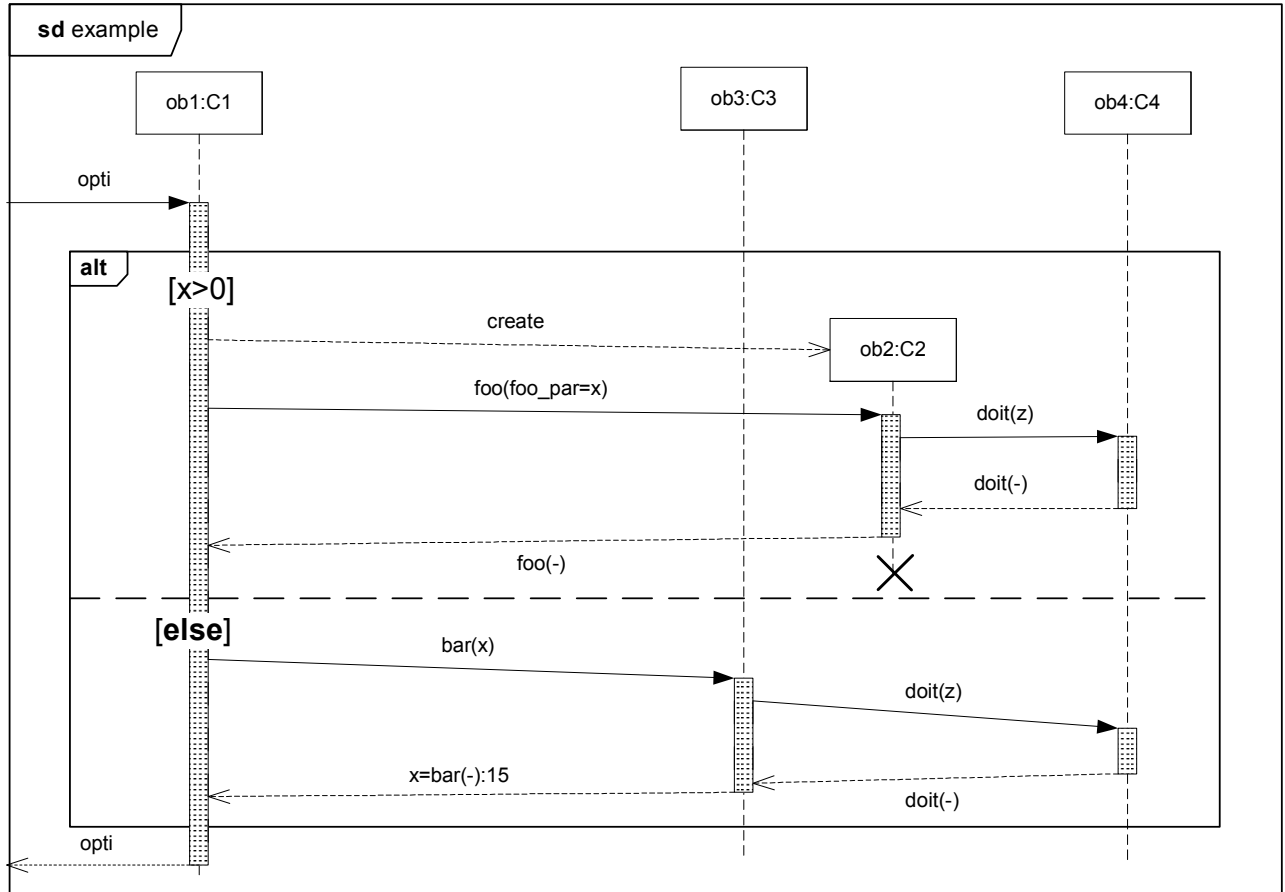 sd example
ob1:C1
ob3:C3
ob4:C4
opti
alt
[x>0]
create
ob2:C2
foo(foo_par=x)
doit(z)
doit(-)
foo(-)
[else]
bar(x)
doit(z)
x=bar(-):15
doit(-)
opti